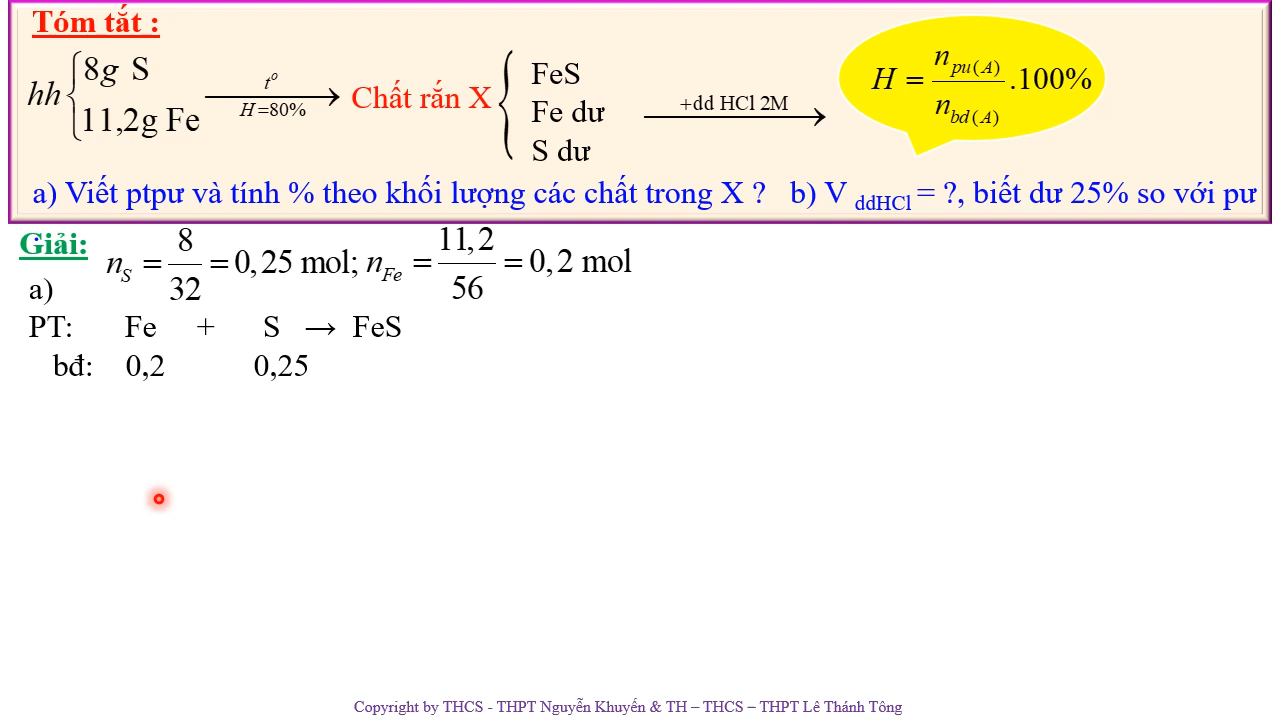 Tóm tắt :
hh { 8g S
11,2g Fe
t° H=80%
Chất rắn X
FeS
Fe dư
S dư
+dd HCl 2M
H = n pu(A) / n bd(A) .100%
a) Viết ptpư và tính % theo khối lượng các chất trong X ? b) V ddHCl = ?, biết dư 25% so với pư
Giải:
a)
n_S = 8/32 = 0,25 mol; n_Fe = 11,2/56 = 0,2 mol
PT: Fe + S → FeS
bđ: 0,2 0,25
Copyright by THCS - THPT Nguyễn Khuyến & TH – THCS – THPT Lê Thánh Tông